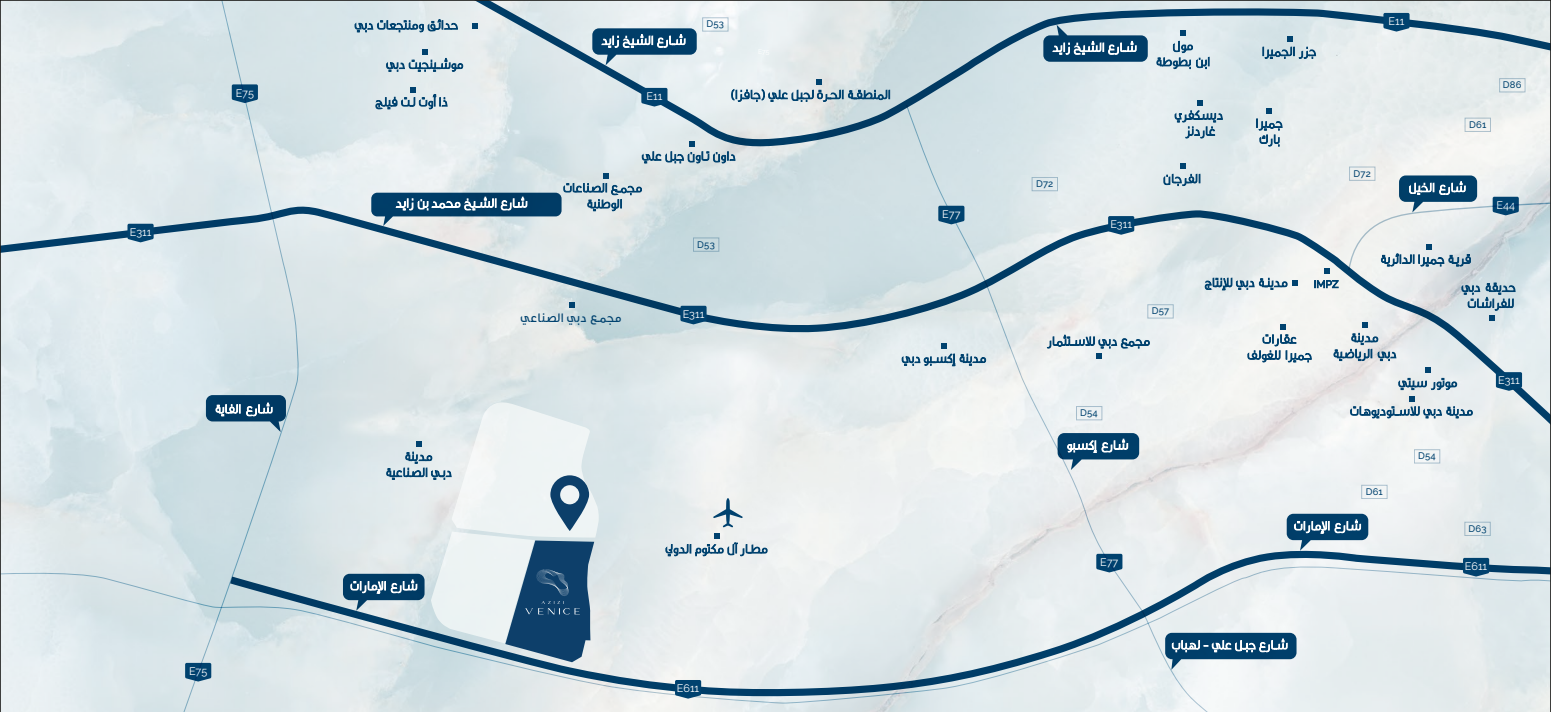 حدائق ومنتجعات دبي
D53
شارع الشيخ زايد
E11
شارع الشيخ زايد
مول
ابن بطوطة
جزر الجميرا
موشينجيت دبي
E75
ذا أوت لت فيلج
E11
المنطقة الحرة لجبل علي (جافزا)
D86
ديسكفري
غاردنز
جميرا
بارك
D61
داون تاون جبل علي
مجمع الصناعات
الوطنية
الفرجان
D72
D72
شارع الخيل
شارع الشيخ محمد بن زايد
E44
E77
E311
E311
D53
قرية جميرا الدائرية
مدينة دبي للإنتاج
IMPZ
حديقة دبي
للفراشات
مجمع دبي الصناعي
E311
D57
مدينة إكسبو دبي
مجمع دبي للاستثمار
عقارات
جميرا للغولف
مدينة
دبي الرياضية
موتور سيتي
E311
مدينة دبي للاستوديوهات
شارع الغاية
D54
شارع إكسبو
مدينة
دبي الصناعية
D54
D61
شارع الإمارات
D63
مطار آل مكتوم الدولي
E77
E611
شارع الإمارات
AZIZI
VENICE
شارع جبل علي - لهباب
E75
E611